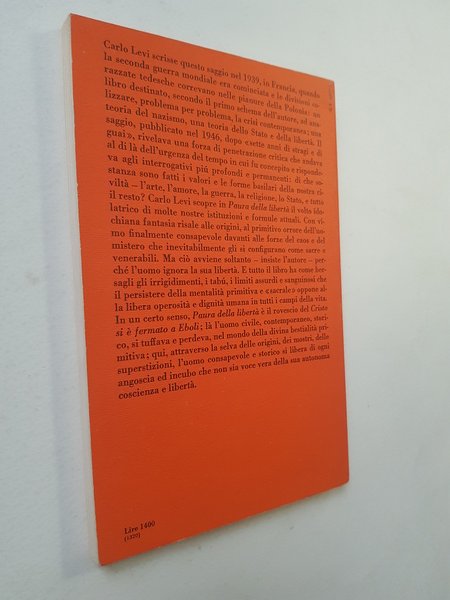 Carlo Levi scrisse questo saggio nel 1939, in Francia, quando
la seconda guerra mondiale era cominciata e le divisioni co-
razzate tedesche correvano nelle pianure della Polonia: un
libro destinato, secondo il primo schema dell'autore, ad ana-
lizzare, problema per problema, la crisi contemporanea; una
teoria del nazismo, una teoria dello Stato e della libertà. Il
saggio, pubblicato nel 1946, dopo «sette anni di stragi e di
guai», rivelava una forza di penetrazione critica che andava
al di là dell'urgenza del tempo in cui fu concepito e risponde-
va agli interrogativi piú profondi e permanenti: di che so-
stanza sono fatti i valori e le forme basilari della nostra ci-
viltà – l'arte, l'amore, la guerra, la religione, lo Stato, e tutto
il resto? Carlo Levi scopre in Paura della libertà il volto ido-
latrico di molte nostre istituzioni e formule attuali. Con vi-
chiana fantasia risale alle origini, al primitivo orrore dell'uo-
mo finalmente consapevole davanti alle forze del caos e del
mistero che inevitabilmente gli si configurano come sacre e
venerabili. Ma ciò avviene soltanto – insiste l'autore – per-
ché l'uomo ignora la sua libertà. E tutto il libro ha come ber-
sagli gli irrigidimenti, i tabú, i limiti assurdi e sanguinosi che
il persistere della mentalità primitiva e «sacrale» oppone al-
la libera operosità e dignità umana in tutti i campi della vita.
In un certo senso, Paura della libertà è il rovescio del Cristo
si è fermato a Eboli; là l'uomo civile, contemporaneo, stori-
co, si tuffava e perdeva, nel mondo della divina bestialità pri-
mitiva; qui, attraverso la selva delle origini, dei mostri, delle
superstizioni, l'uomo consapevole e storico si libera di ogni
angoscia ed incubo che non sia voce vera della sua autonoma
coscienza e libertà.
Lire 1400
(1320)